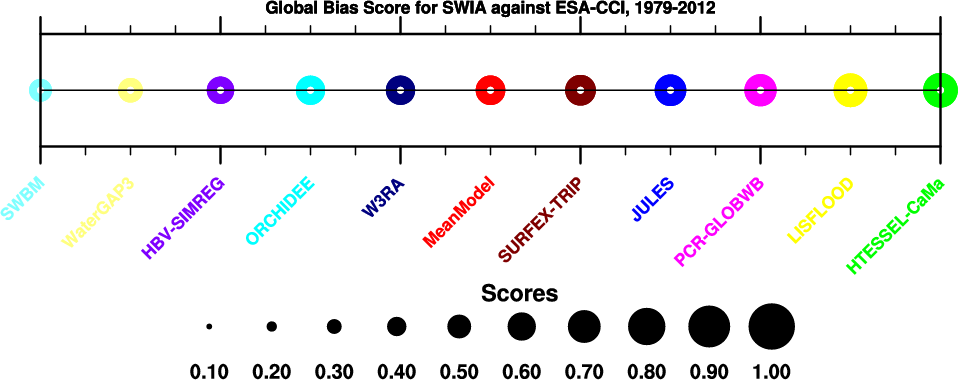 Global Bias Score for SWIA against ESA-CCI, 1979-2012
SWBM
WaterGAP3
HBV-SIMREG
ORCHIDEE
W3RA
MeanModel
SURFEX-TRIP
JULES
PCR-GLOBWB
LISFLOOD
HTESSEL-CaMa
Scores
0.10 0.20 0.30 0.40 0.50 0.60 0.70 0.80 0.90 1.00